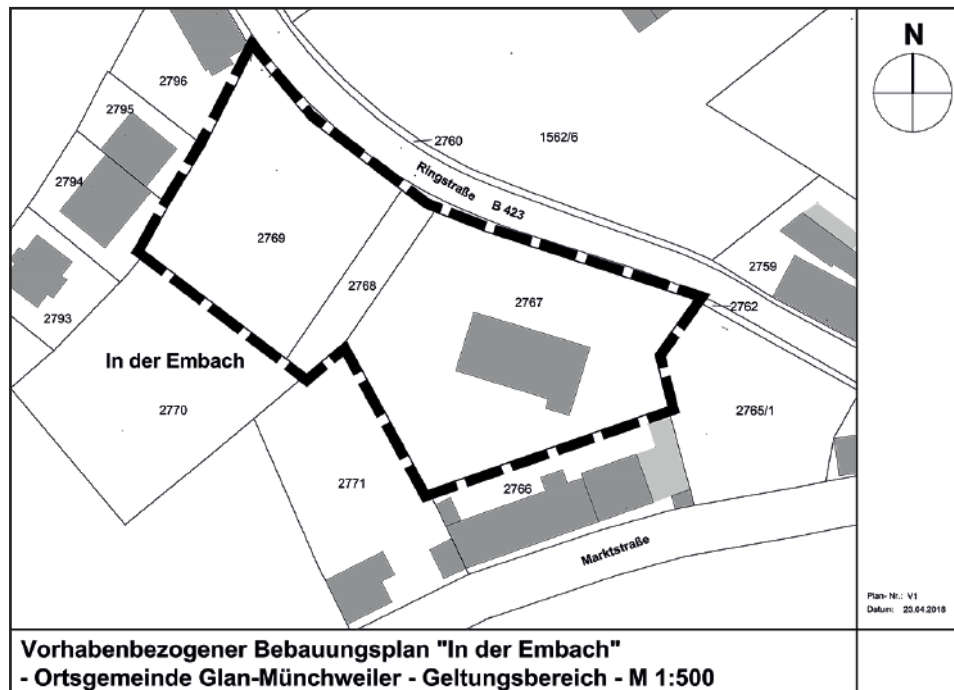 N
2796
2795
2760
1562/6
Ringstraße B 423
2794
2769
2759
2768
2767
2762
2793
In der Embach
2770
2765/1
2771
2766
Marktstraße
Plan- Nr.: V1
Datum: 23.04.2018
Vorhabenbezogener Bebauungsplan "In der Embach"
- Ortsgemeinde Glan-Münchweiler - Geltungsbereich - M 1:500